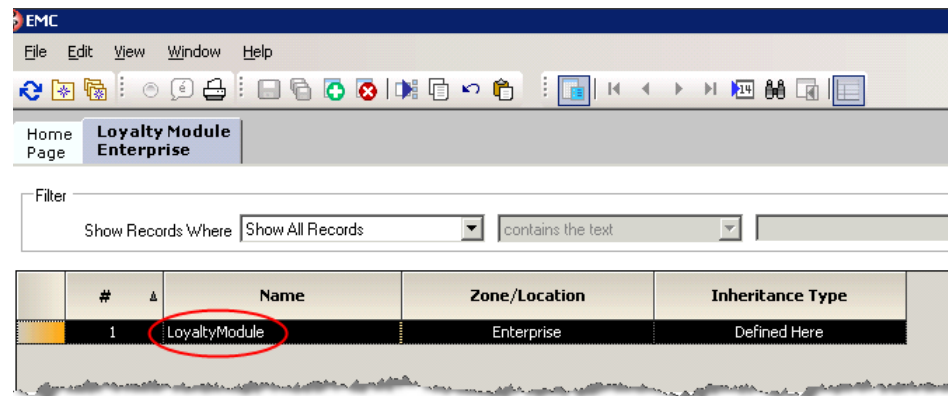 EMC
File Edit View Window Help
14
Home Page
Loyalty Module Enterprise
Filter
Show Records Where Show All Records contains the text
# Name Zone/Location Inheritance Type
1 LoyaltyModule Enterprise Defined Here